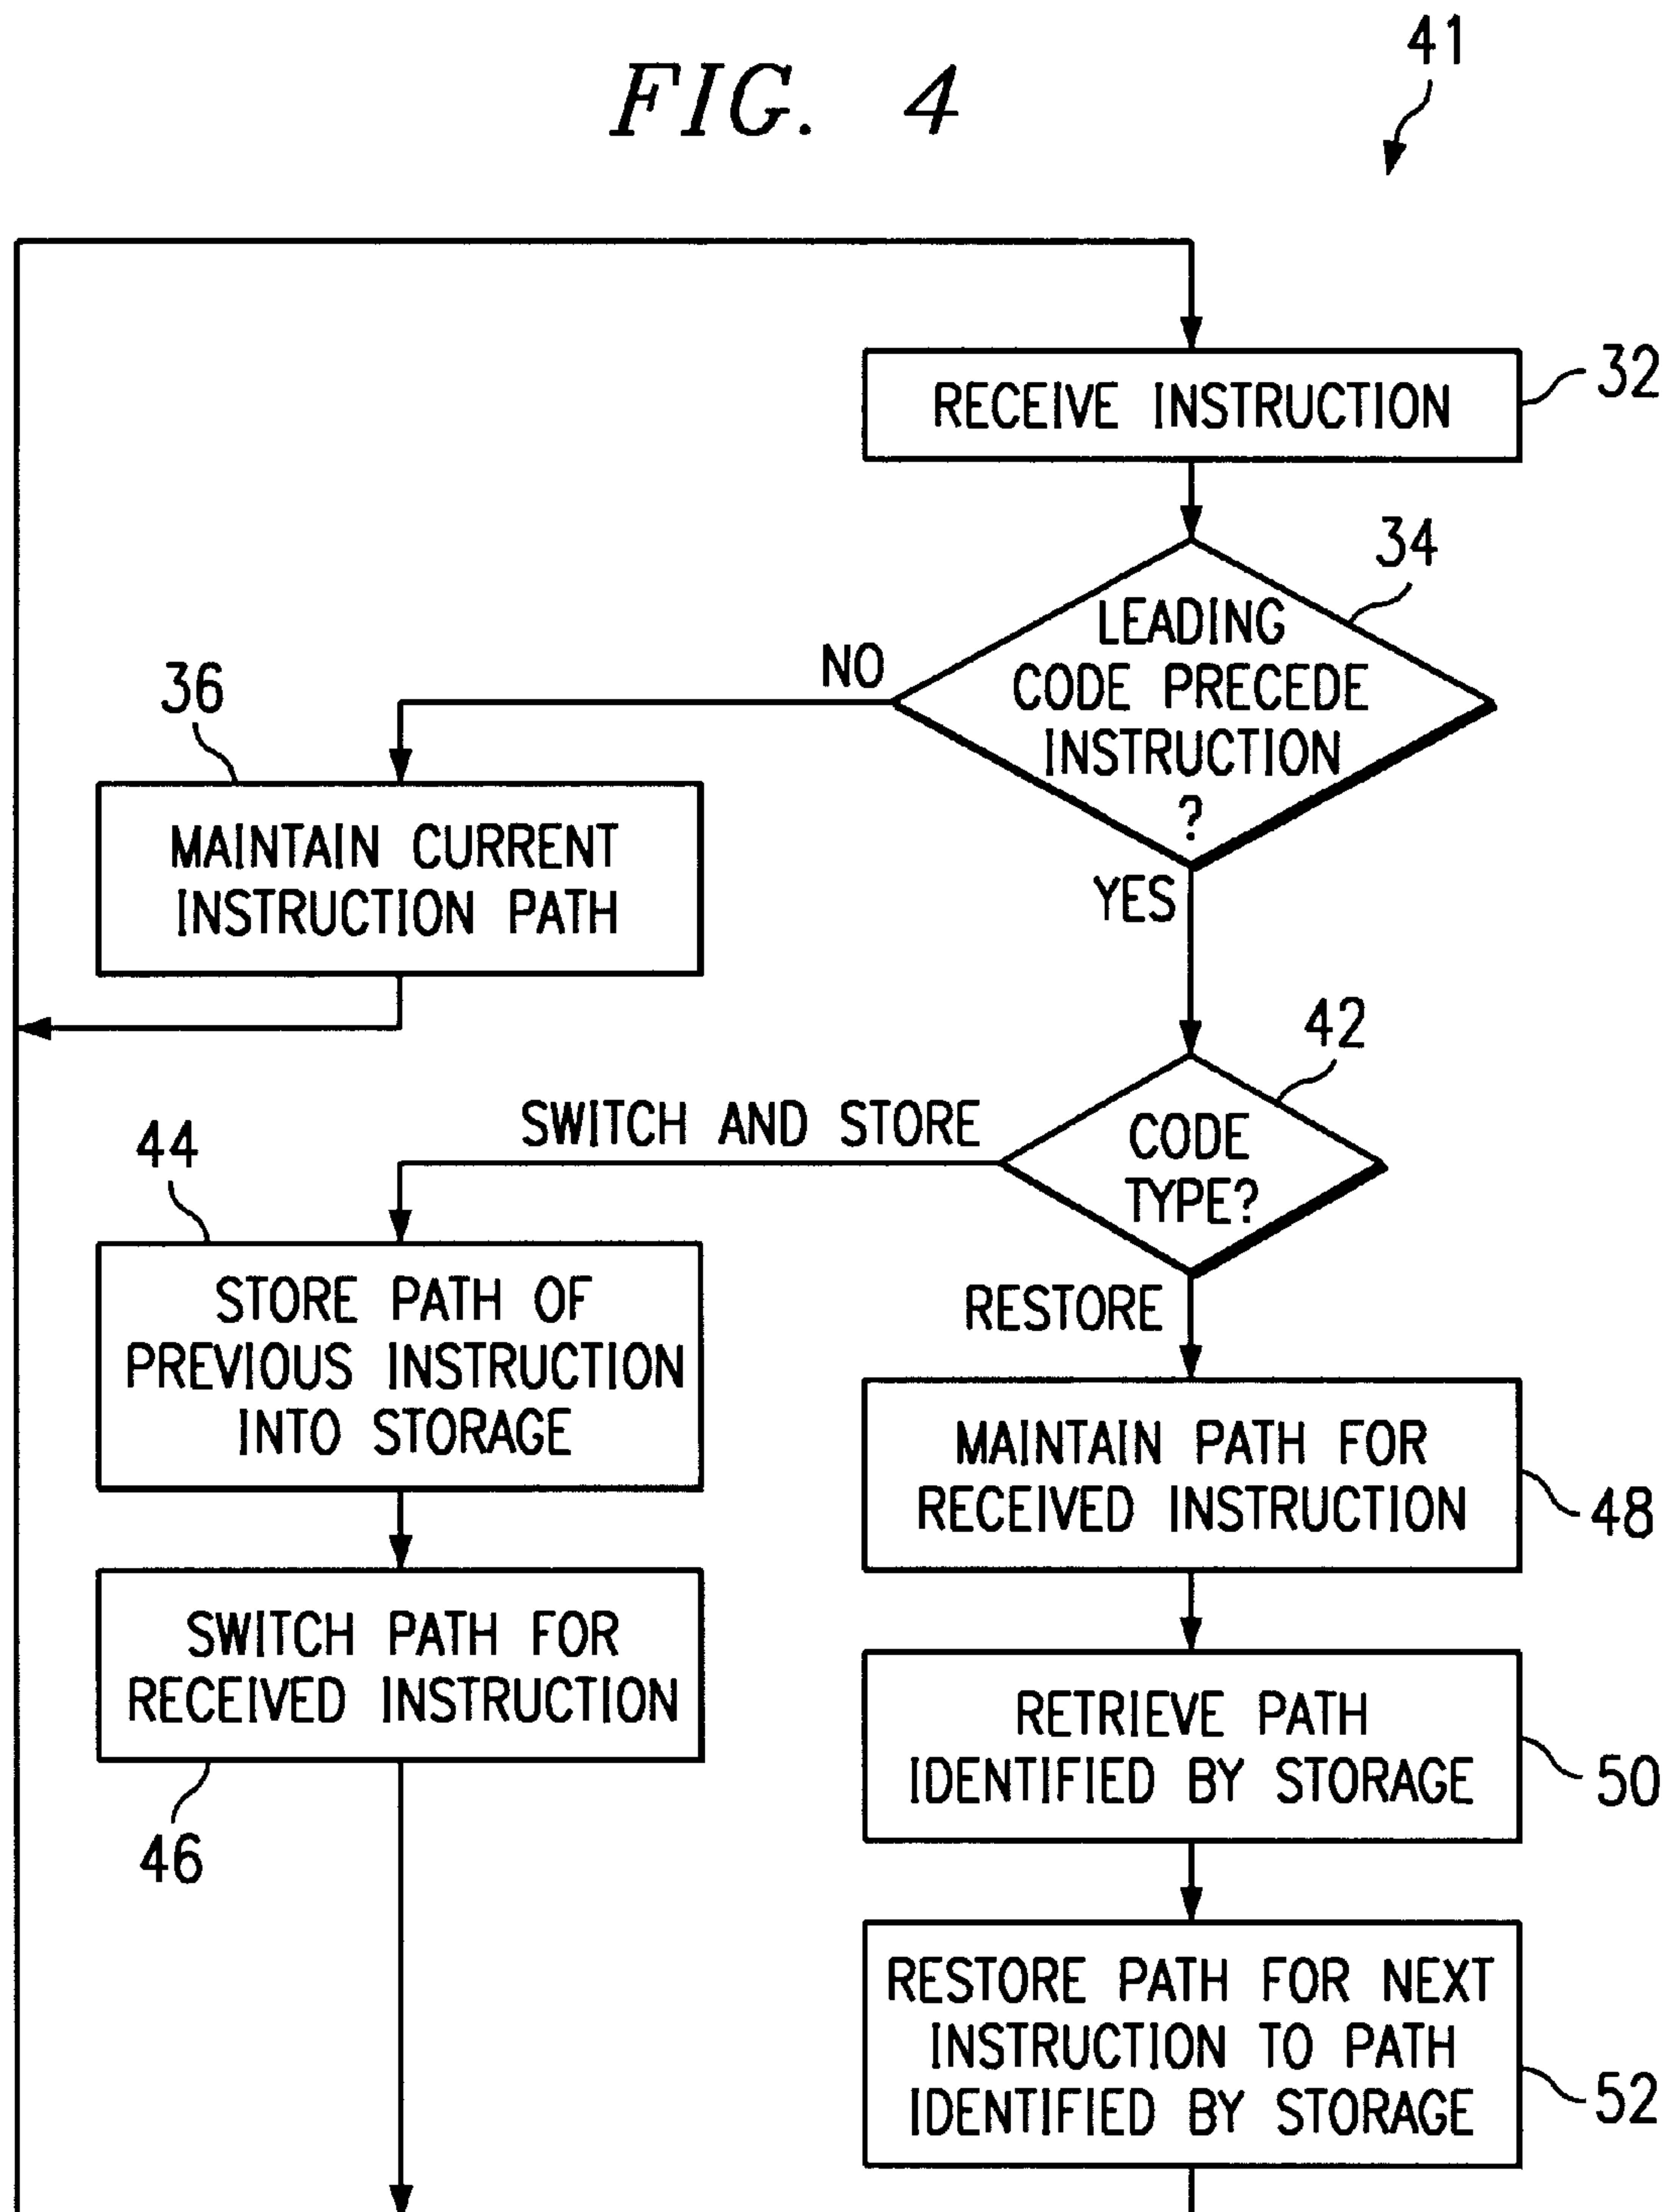 FIG. 4
41
RECEIVE INSTRUCTION
32
34
LEADING
CODE PRECEDE
INSTRUCTION
?
NO
YES
36
MAINTAIN CURRENT
INSTRUCTION PATH
42
CODE
TYPE?
SWITCH AND STORE
RESTORE
44
STORE PATH OF
PREVIOUS INSTRUCTION
INTO STORAGE
SWITCH PATH FOR
RECEIVED INSTRUCTION
46
MAINTAIN PATH FOR
RECEIVED INSTRUCTION
48
RETRIEVE PATH
IDENTIFIED BY STORAGE
50
RESTORE PATH FOR NEXT
INSTRUCTION TO PATH
IDENTIFIED BY STORAGE
52